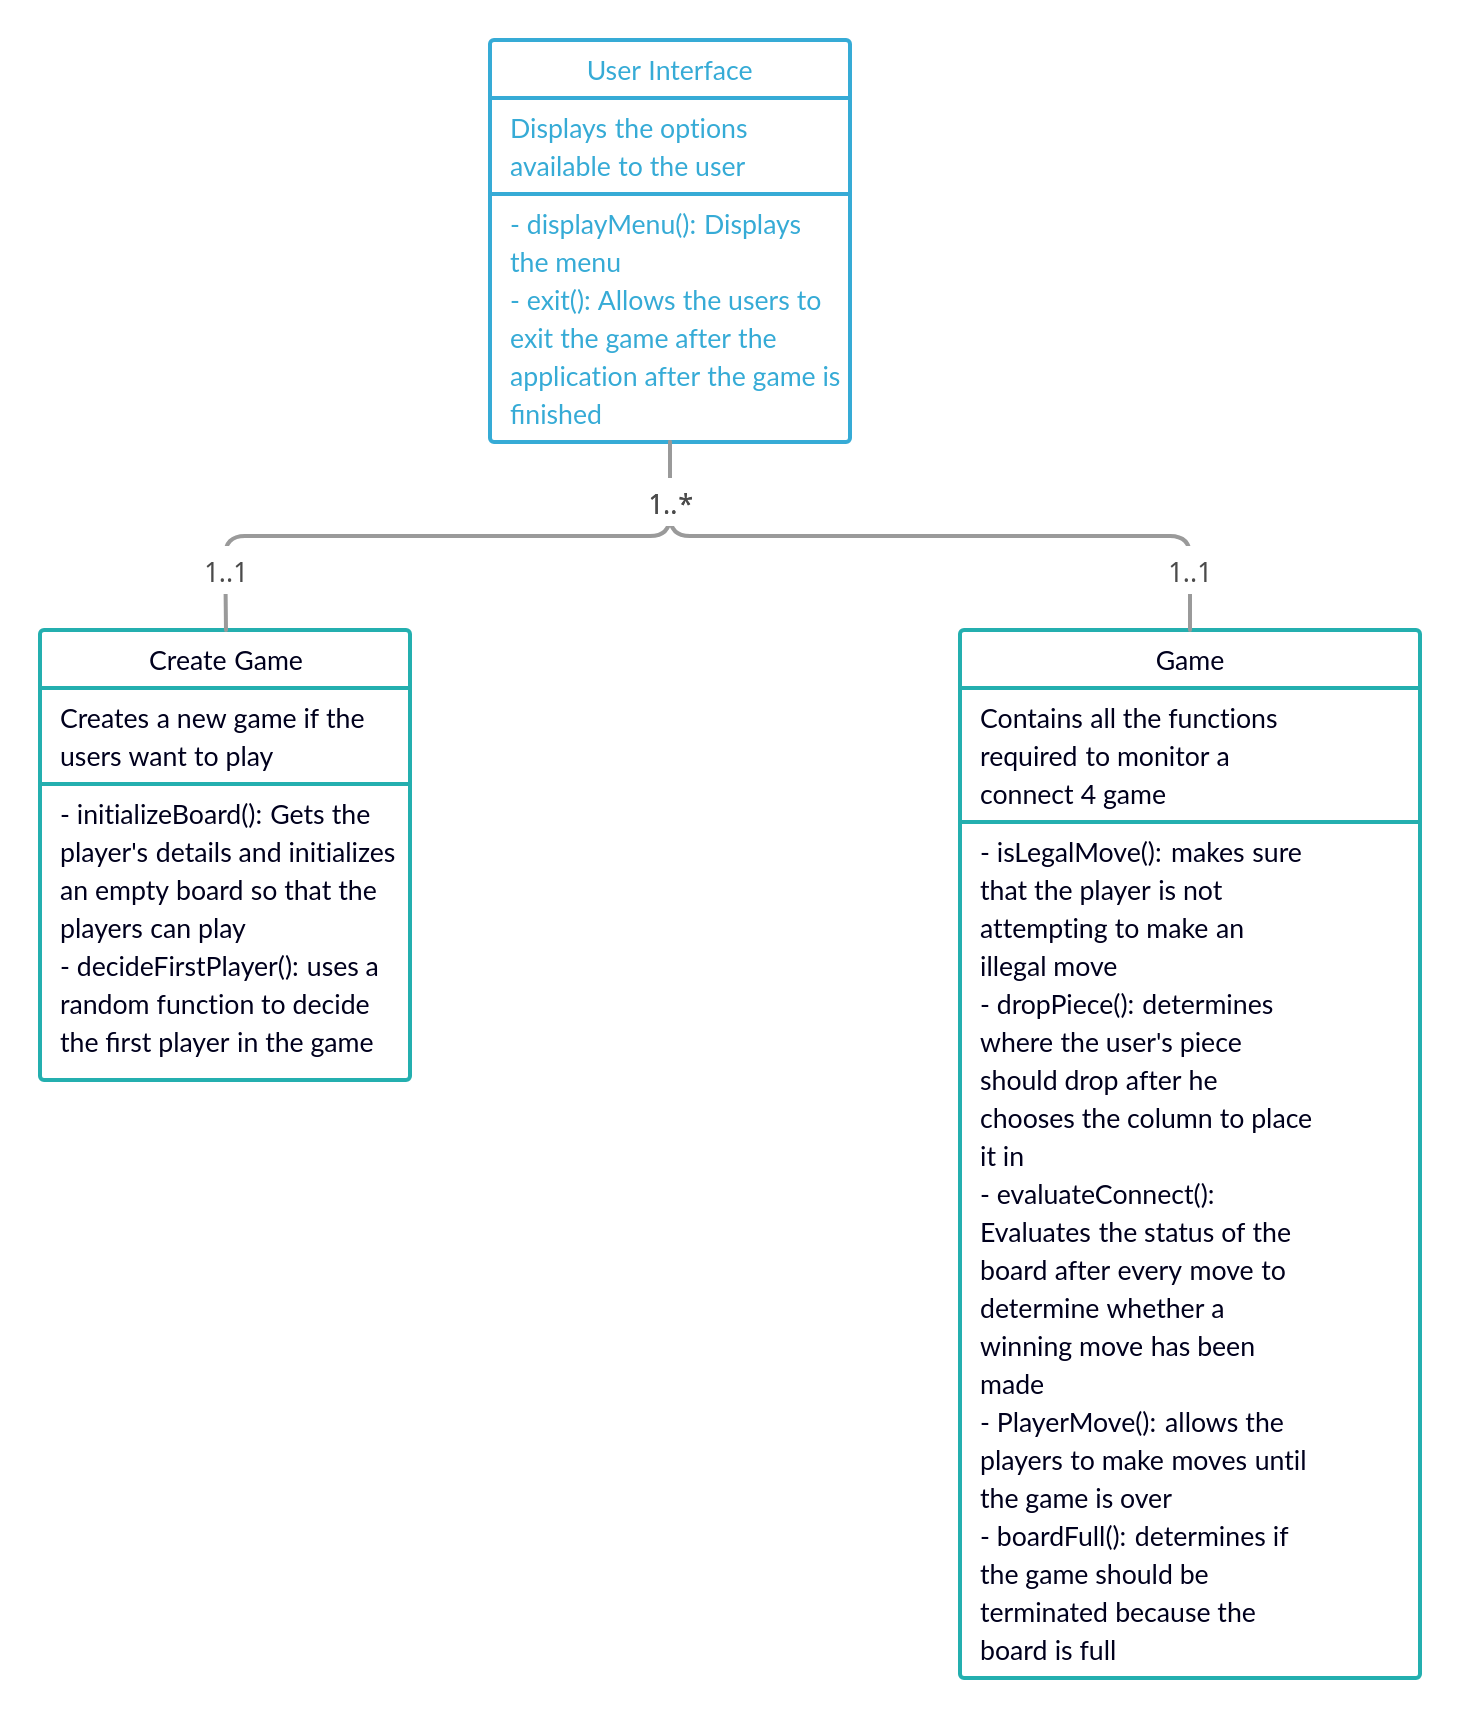 User Interface
Displays the options
available to the user
- displayMenu(): Displays
the menu
- exit(): Allows the users to
exit the game after the
application after the game is
finished
1..*
1..1
1..1
Create Game
Creates a new game if the
users want to play
- initializeBoard(): Gets the
player's details and initializes
an empty board so that the
players can play
- decideFirstPlayer(): uses a
random function to decide
the first player in the game
Game
Contains all the functions
required to monitor a
connect 4 game
- isLegalMove(): makes sure
that the player is not
attempting to make an
illegal move
- dropPiece(): determines
where the user's piece
should drop after he
chooses the column to place
it in
- evaluateConnect():
Evaluates the status of the
board after every move to
determine whether a
winning move has been
made
- PlayerMove(): allows the
players to make moves until
the game is over
- boardFull(): determines if
the game should be
terminated because the
board is full